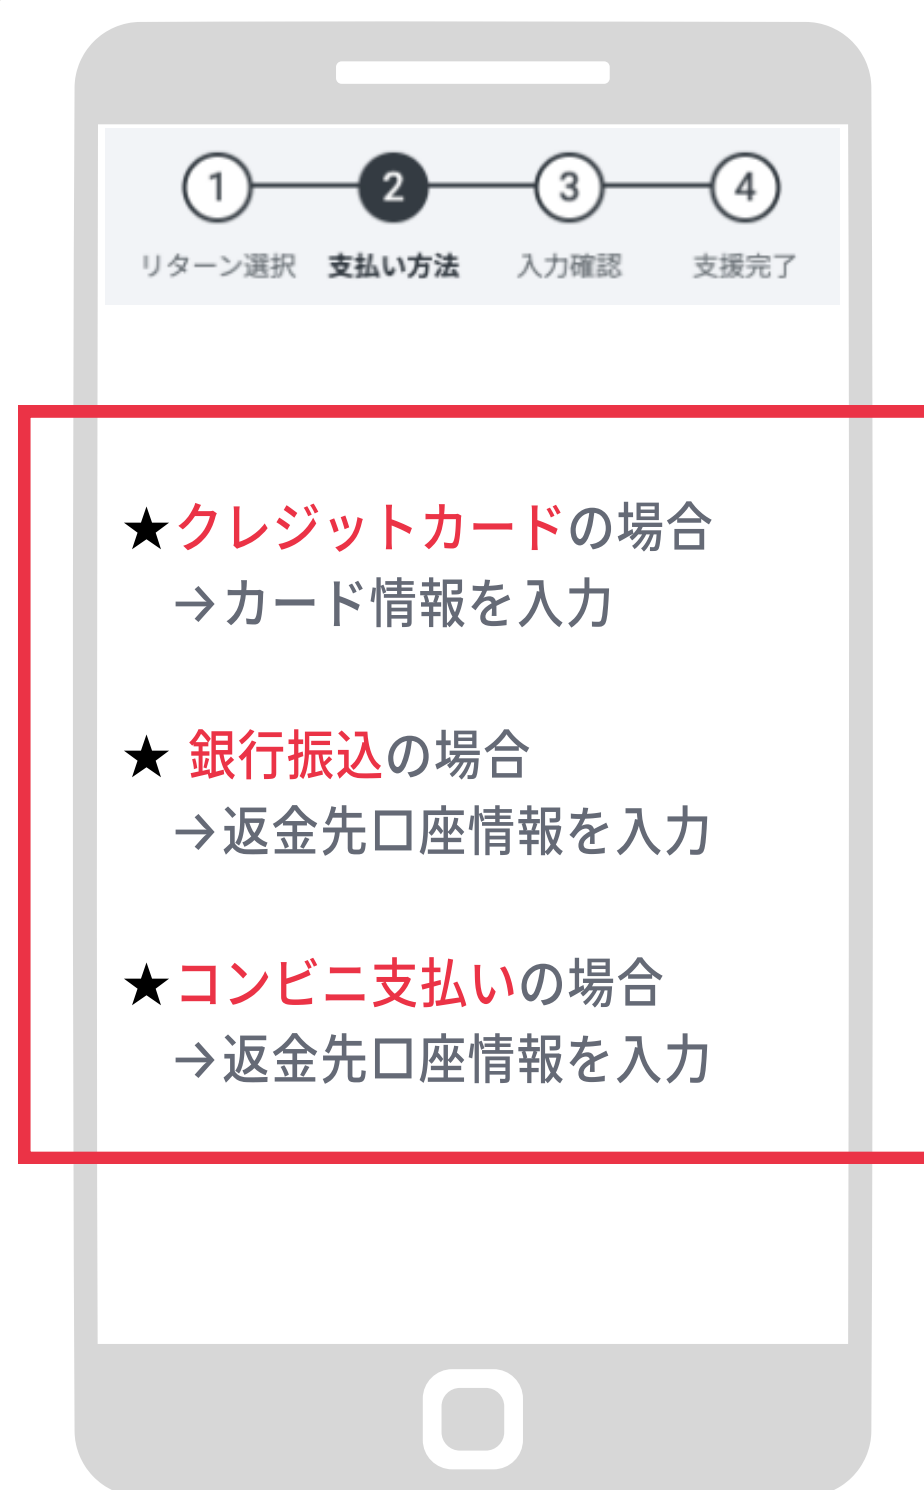 1 2 3 4
リターン選択 支払い方法 入力確認 支援完了
★クレジットカードの場合
→カード情報を入力
★ 銀行振込の場合
→返金先口座情報を入力
★コンビニ支払いの場合
→返金先口座情報を入力